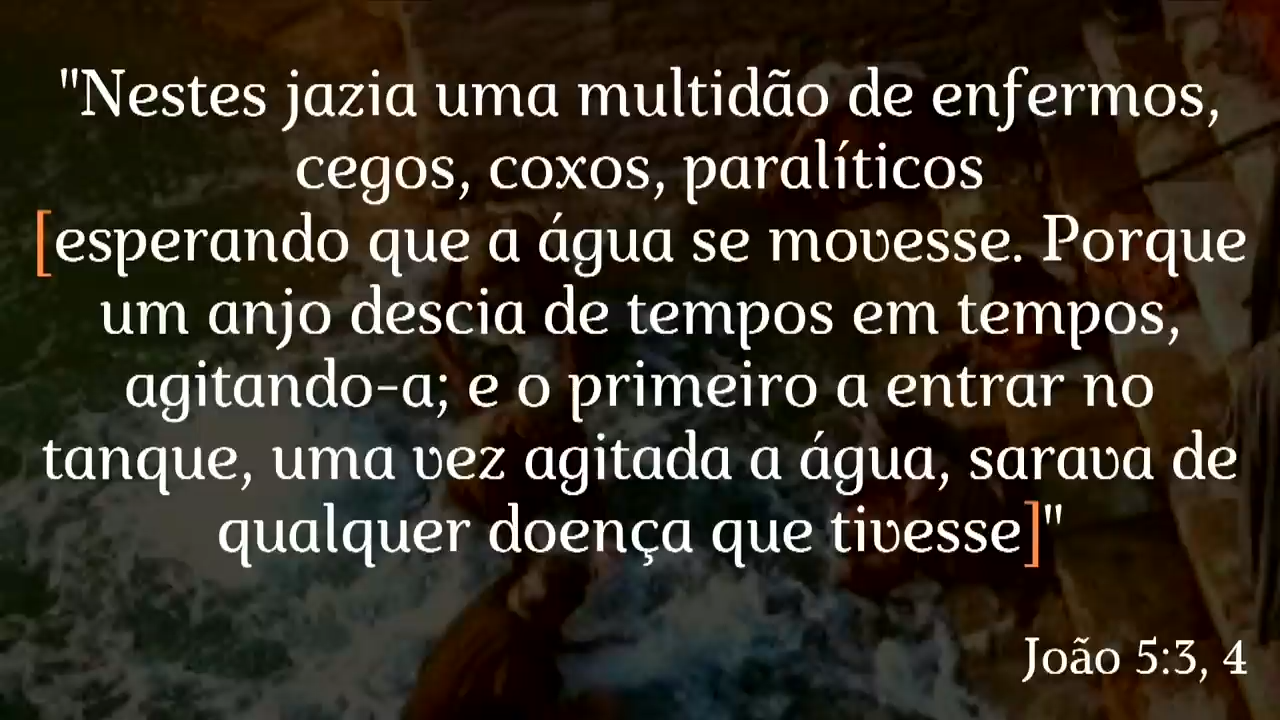 "Nestes jazia uma multidão de enfermos,
cegos, coxos, paralíticos
[esperando que a água se movesse. Porque
um anjo descia de tempos em tempos,
agitando-a; e o primeiro a entrar no
tanque, uma vez agitada a água, sarava de
qualquer doença que tivesse]"
João 5:3, 4